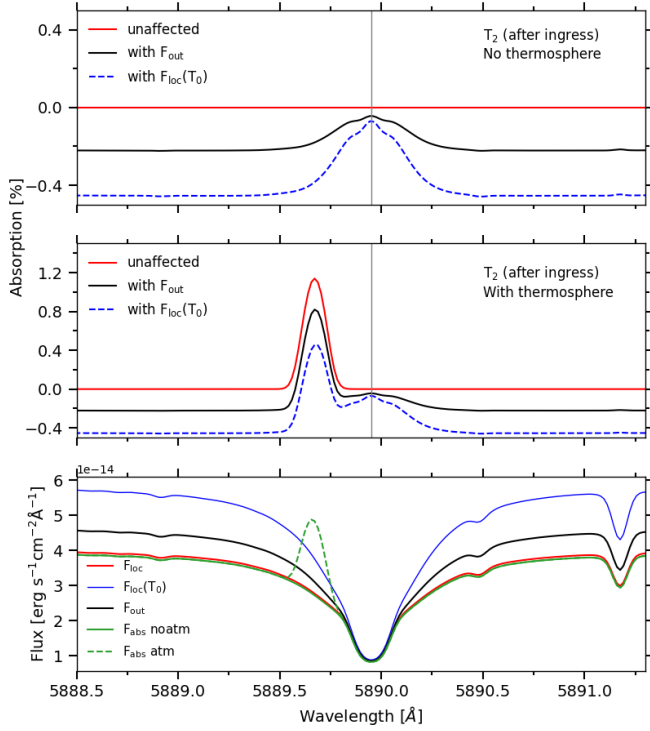 0.4
0.0
−0.4
unaffected
with F_out
with F_loc(T_0)
T_2 (after ingress)
No thermosphere
Absorption [%]
1.2
0.8
0.4
0.0
−0.4
unaffected
with F_out
with F_loc(T_0)
T_2 (after ingress)
With thermosphere
1e−14
6
5
4
3
2
1
Flux [erg s⁻¹cm⁻²Å⁻¹]
F_loc
F_loc(T_0)
F_out
F_abs noatm
F_abs atm
5888.5 5889.0 5889.5 5890.0 5890.5 5891.0
Wavelength [Å]